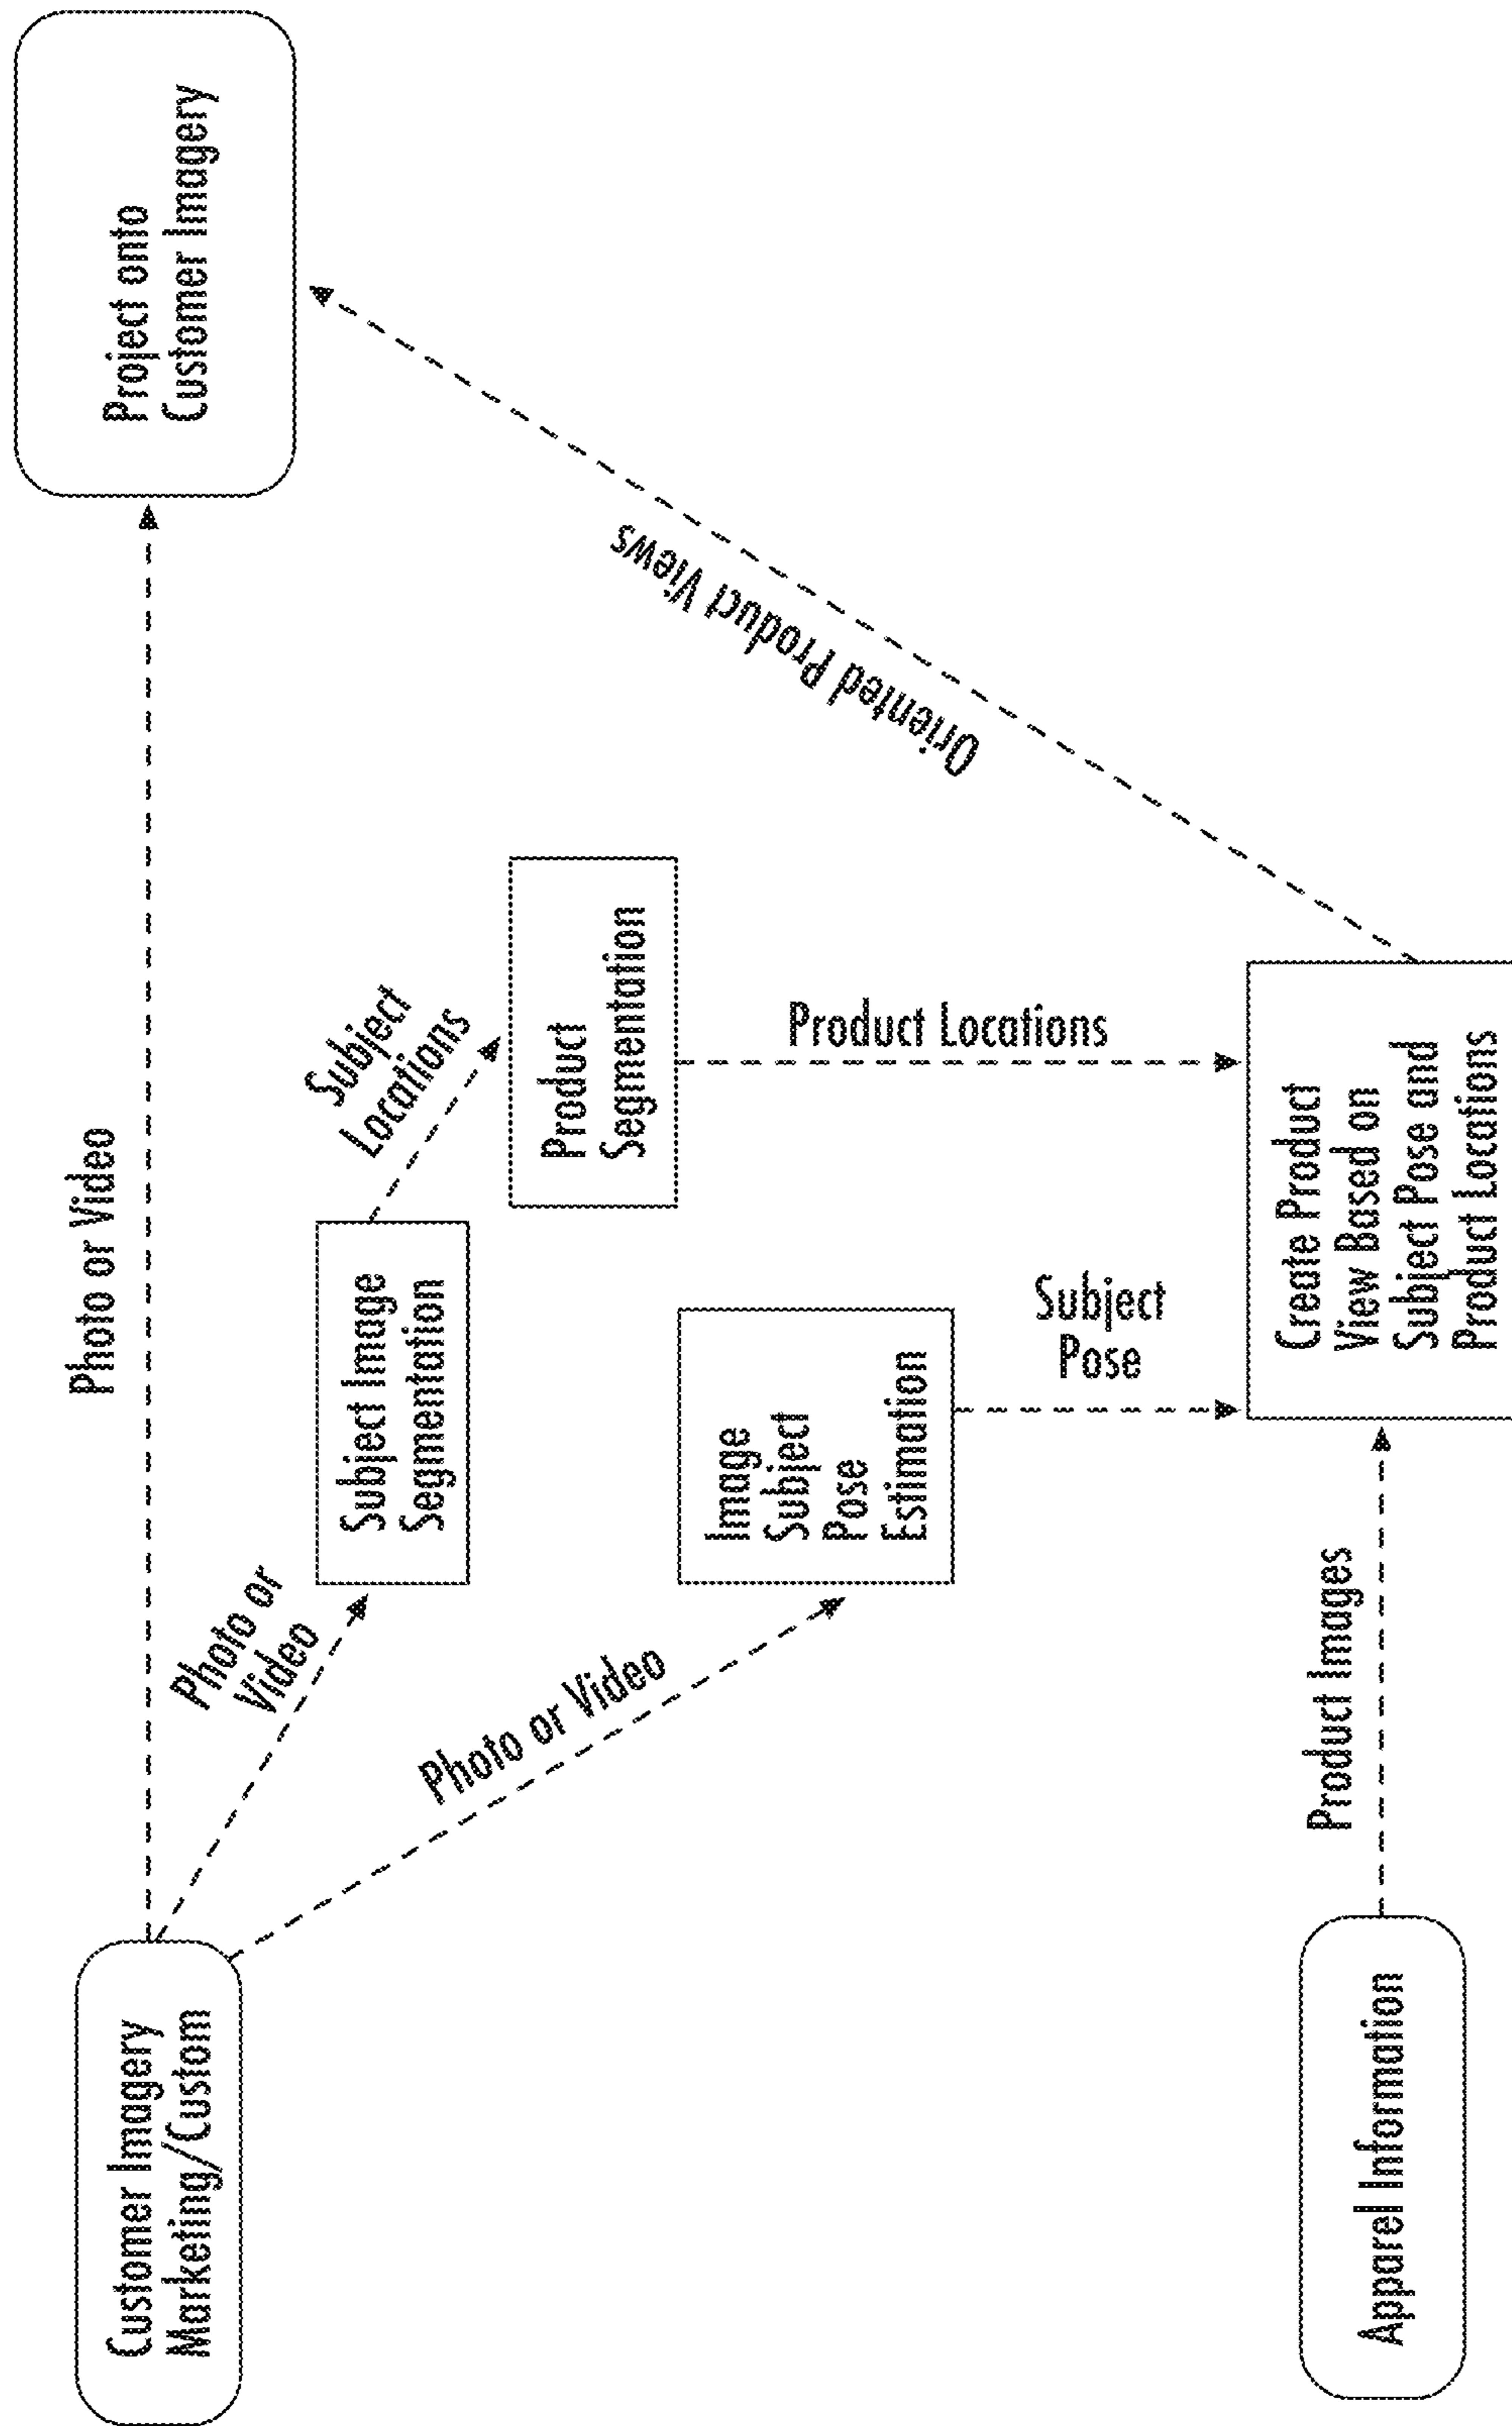 Customer Imagery
Marketing/Custom
Photo or Video
Project onto
Customer Imagery
Photo or
Video
Subject Image
Segmentation
Subject
Locations
Product
Segmentation
Photo or Video
Image
Subject
Pose
Estimation
Product Locations
Subject
Pose
Oriented Product Views
Apparel Information
Product Images
Create Product
View Based on
Subject Pose and
Product Locations